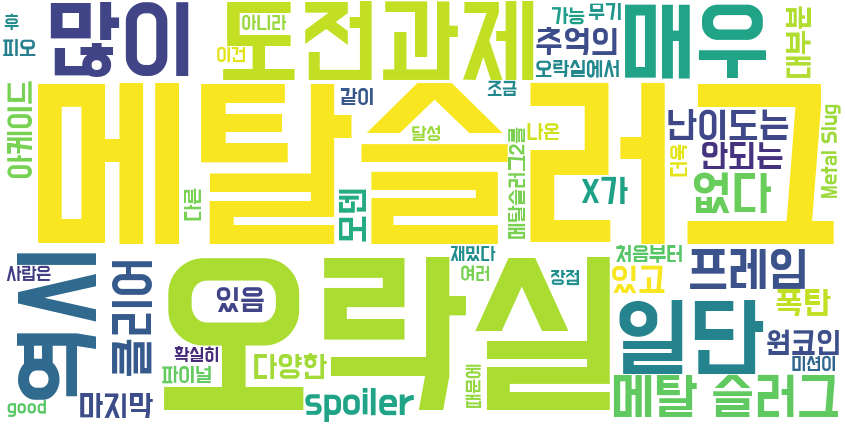 후
많이
도전과제
아니라
이건
가능
무기
추억의
매우
대부분
피오
오락실에서
조금
메탈슬러그
아케이드
같이
달성
나온
메탈슬러그2를
난이도는
안되는
더욱
Metal Slug
다른
모덴
X가
없다
역시
사람은
클리어
오락실
있음
재밌다
여러
장점
처음부터
있고
프레임
폭탄
일단
원코인
미션이
확실히
파이널
다양한
때문에
메탈 슬러그
good
마지막
spoiler